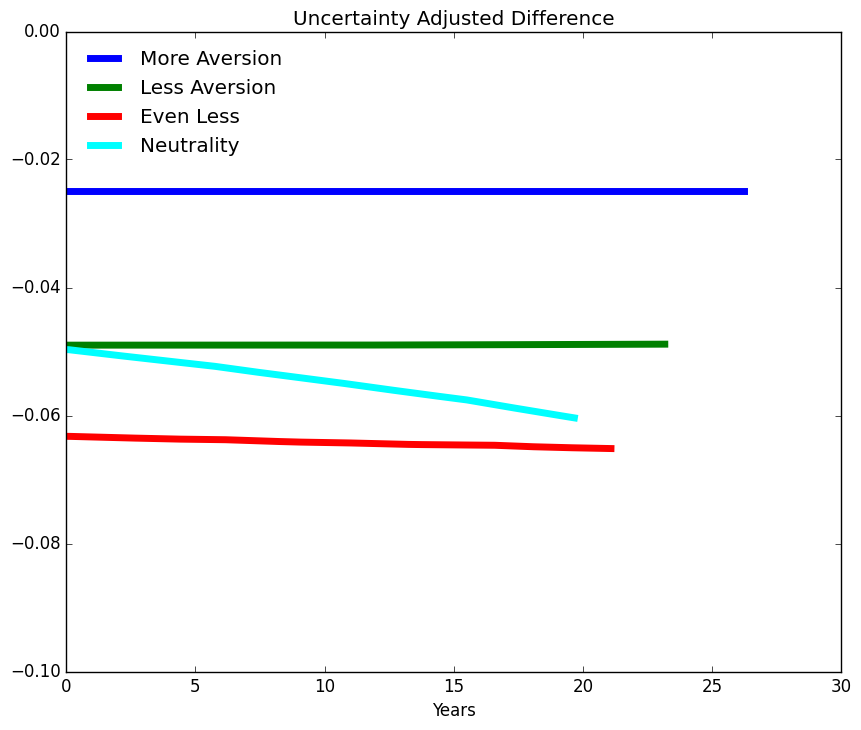 Uncertainty Adjusted Difference
0.00
−0.02
−0.04
−0.06
−0.08
−0.10
More Aversion
Less Aversion
Even Less
Neutrality
0 5 10 15 20 25 30
Years